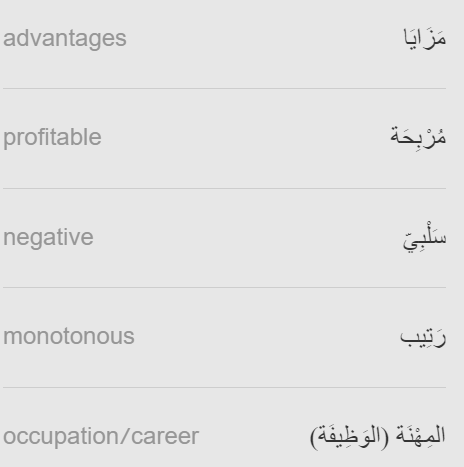 advantages مَزَايَا
profitable مُرْبِحَة
negative سَلْبِيّ
monotonous رَتِيب
occupation/career المِهْنَة (الوَظِيفَة)